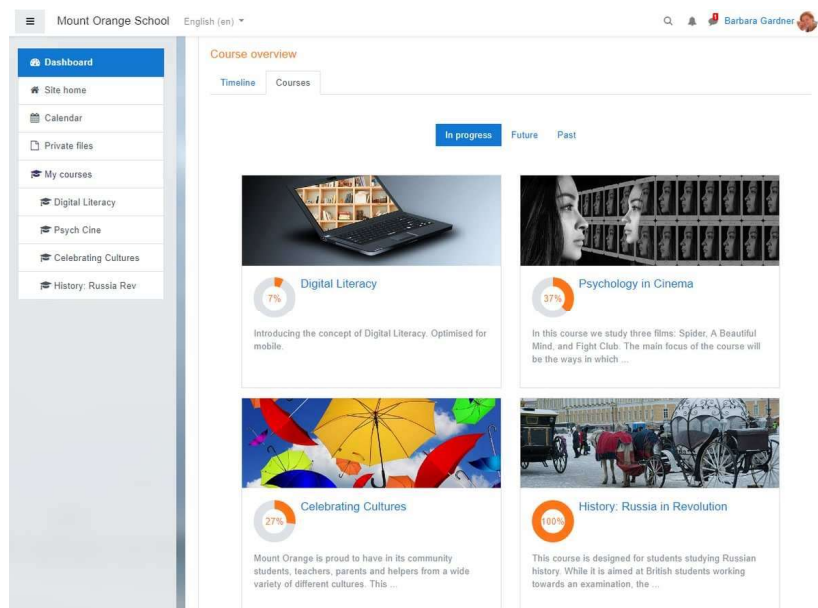 Mount Orange School English (en)
1 Barbara Gardner
Dashboard
Site home
Calendar
Private files
My courses
Digital Literacy
Psych Cine
Celebrating Cultures
History: Russia Rev
Course overview
Timeline Courses
In progress Future Past
7% Digital Literacy
Introducing the concept of Digital Literacy. Optimised for
mobile.
37% Psychology in Cinema
In this course we study three films: Spider, A Beautiful
Mind, and Fight Club. The main focus of the course will
be the ways in which ...
27% Celebrating Cultures
Mount Orange is proud to have in its community
students, teachers, parents and helpers from a wide
variety of different cultures. This ...
100% History: Russia in Revolution
This course is designed for students studying Russian
history. While it is aimed at British students working
towards an examination, the ...